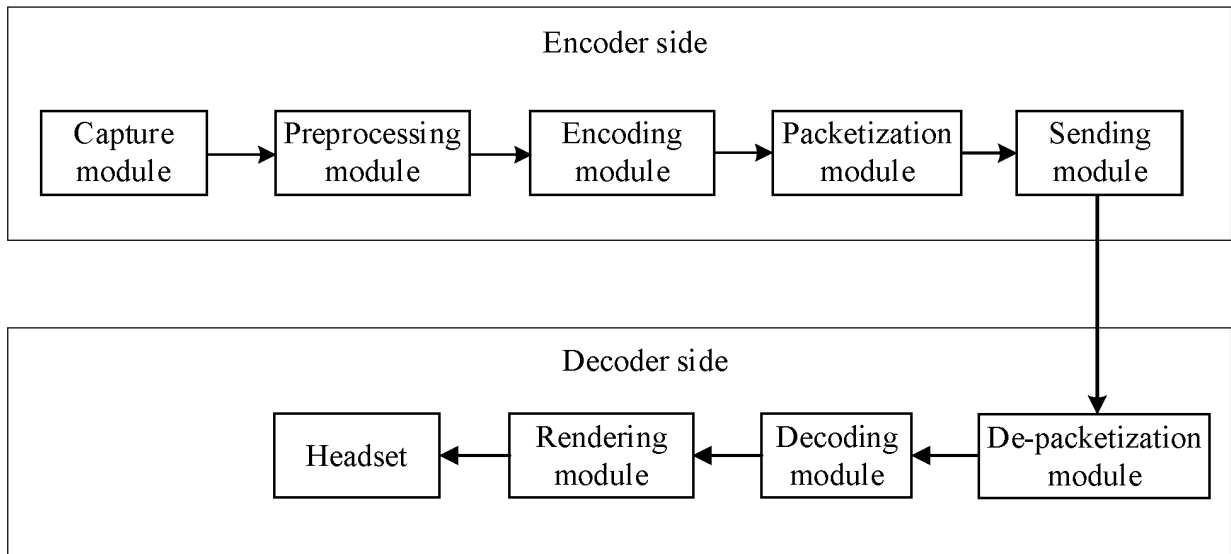 Encoder side
Capture
module
Preprocessing
module
Encoding
module
Packetization
module
Sending
module
Decoder side
Headset
Rendering
module
Decoding
module
De-packetization
module